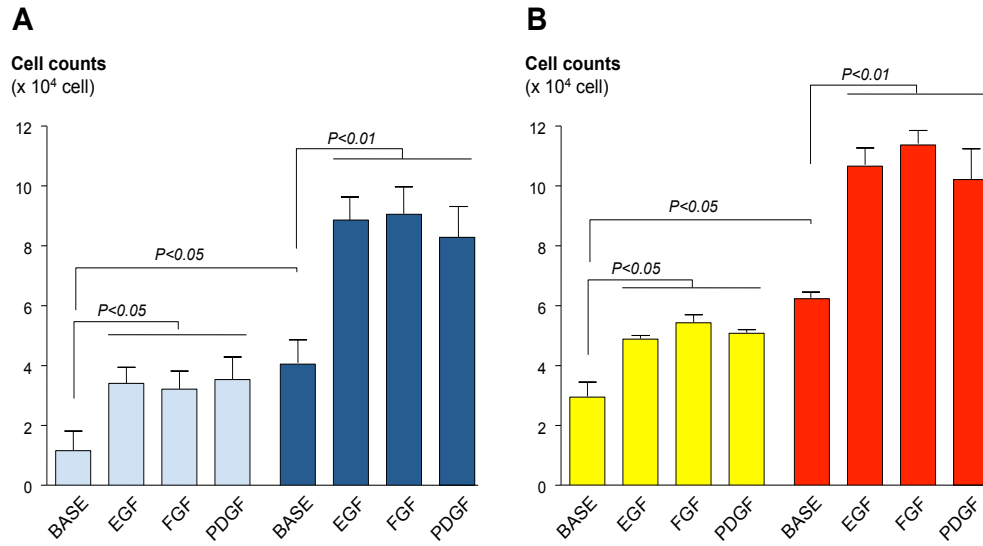 A
Cell counts
(x 10⁴ cell)
12
10
8
6
4
2
0
P<0.05
P<0.05
P<0.01
BASE
EGF
FGF
PDGF
BASE
EGF
FGF
PDGF
B
Cell counts
(x 10⁴ cell)
12
10
8
6
4
2
0
P<0.05
P<0.05
P<0.01
BASE
EGF
FGF
PDGF
BASE
EGF
FGF
PDGF